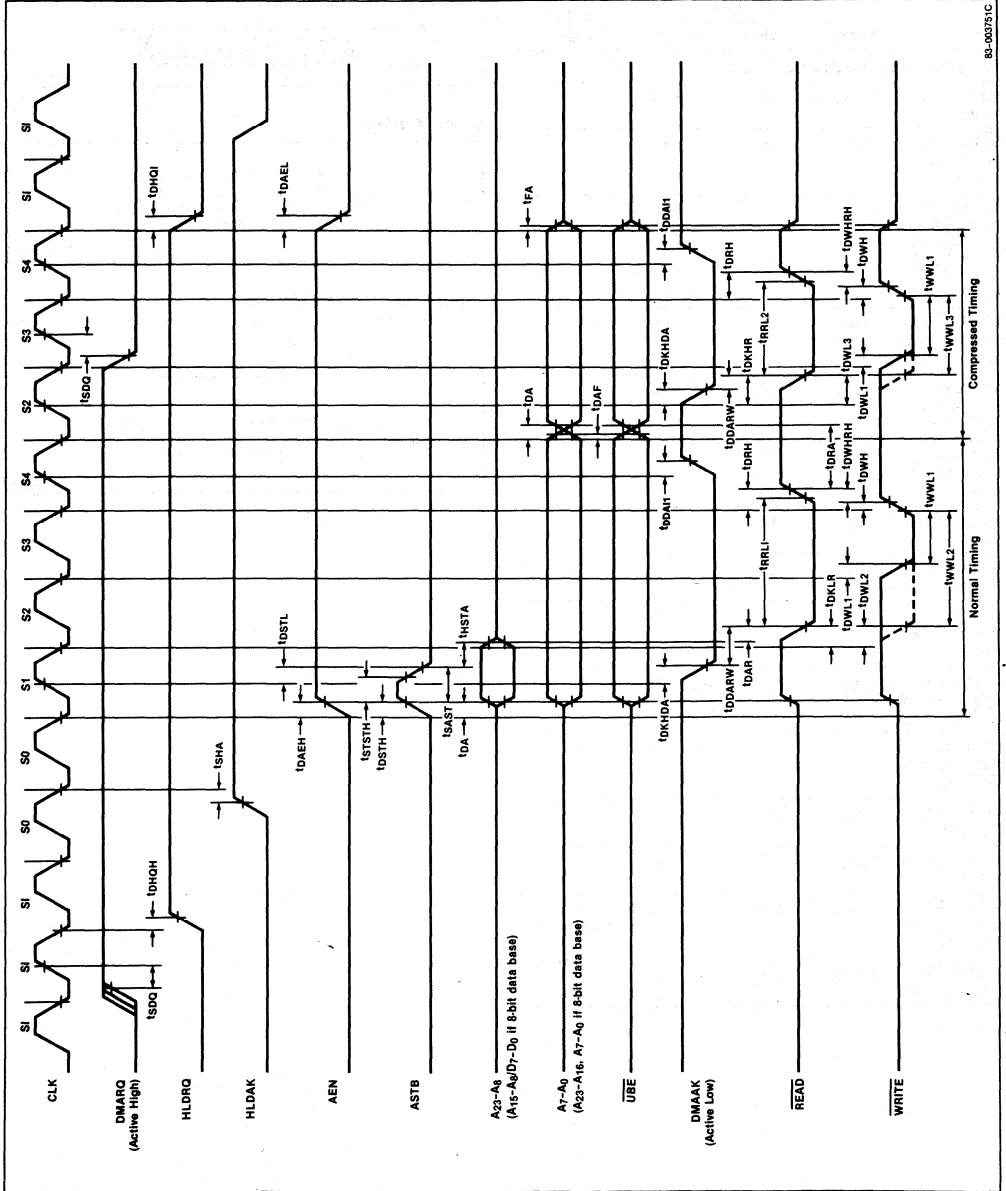 CLK
SI
SI
SI
S0
S0
S1
S2
S3
S4
S2
S3
S4
SI
SI
DMARQ
(Active High)
tSDQ
tSDQ
HLDRQ
tDHQH
tDHQI
HLDAK
tSHA
AEN
tDAEH
tDSTL
tDAEL
ASTB
tSTSTH
tDSTH
tSAST
tHSTA
A23-A8
(A15-A8/D7-D0 if 8-bit data base)
tDA
A7-A0
(A23-A16, A7-A0 if 8-bit data base)
tDA
tDAF
tFA
UBE
DMAAK
(Active Low)
tDKHDA
tDDARW
tDAR
tDDAI1
tDKHDA
tDDARW
tDDAI1
READ
tDKLR
tRRLI
tDRH
tDRA
tDKHR
tRRL2
tDRH
tDWHRH
WRITE
tDWL1
tDWL2
tDWHRH
tDWH
tWWL1
tWWL2
tDWL1
tDWL3
tDWH
tWWL1
tWWL3
Normal Timing
Compressed Timing
83-003751C